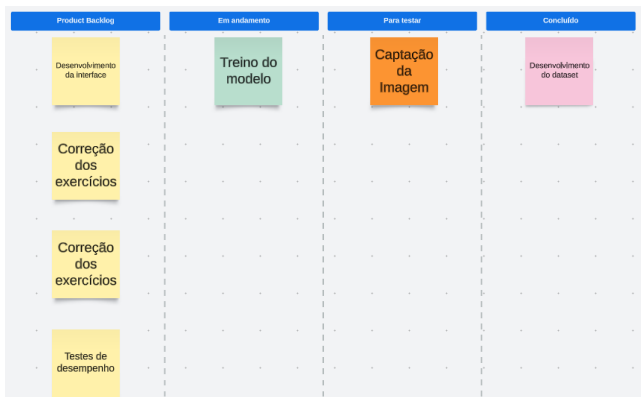 Product Backlog
Em andamento
Para testar
Concluído
Desenvolvimento
da interface
Treino do
modelo
Captação
da
Imagem
Desenvolvimento
do dataset
Correção
dos
exercícios
Correção
dos
exercícios
Testes de
desempenho